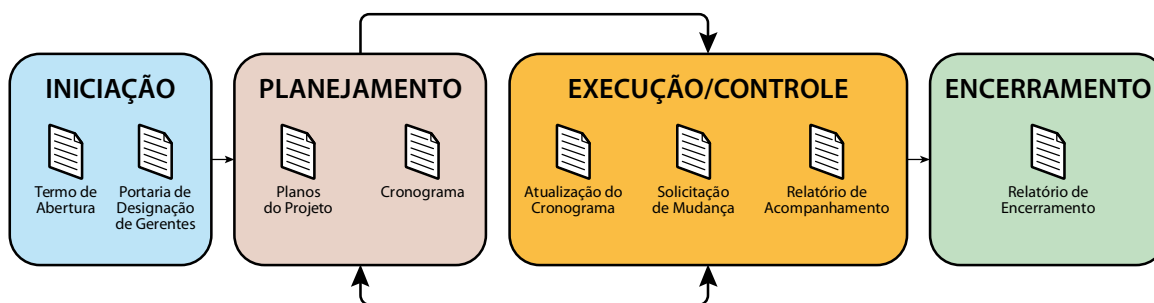 INICIAÇÃO
Termo de
Abertura
Portaria de
Designação
de Gerentes
PLANEJAMENTO
Planos
do Projeto
Cronograma
EXECUÇÃO/CONTROLE
Atualização do
Cronograma
Solicitação
de Mudança
Relatório de
Acompanhamento
ENCERRAMENTO
Relatório de
Encerramento